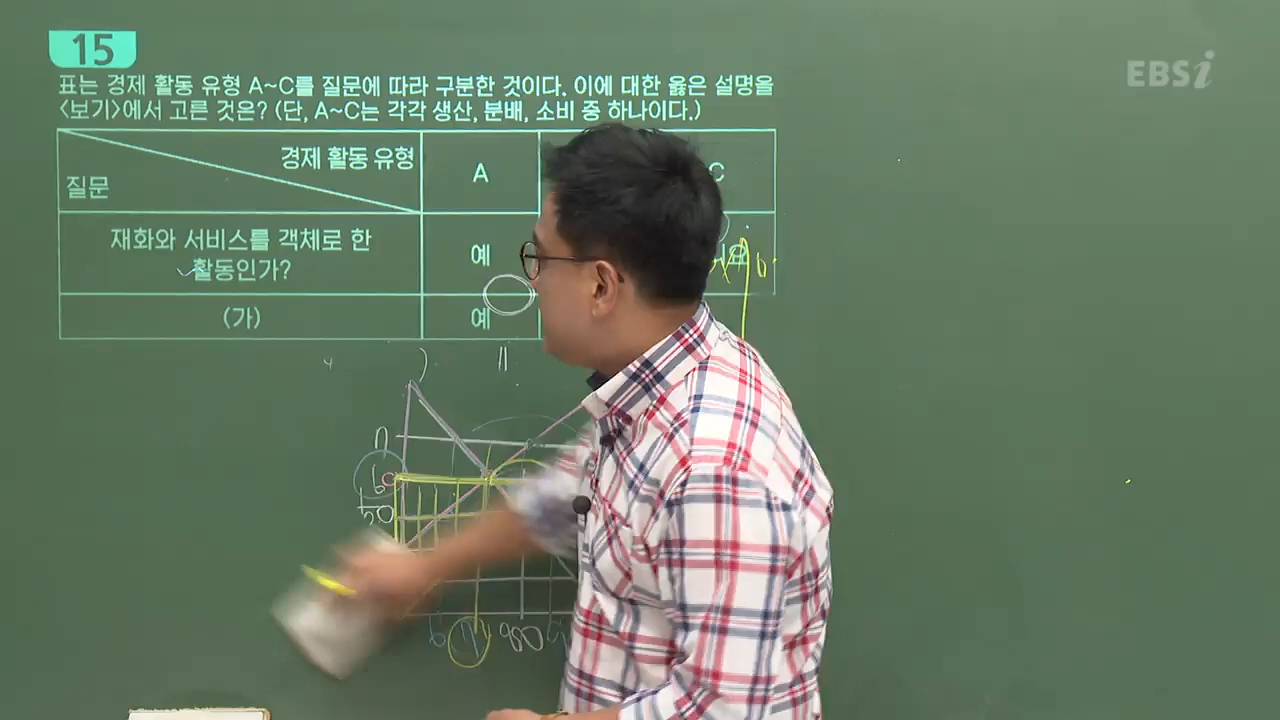 15
EBSi
표는 경제 활동 유형 A~C를 질문에 따라 구분한 것이다. 이에 대한 옳은 설명을
<보기>에서 고른 것은? (단, A~C는 각각 생산, 분배, 소비 중 하나이다.)
경제 활동 유형
질문
A
C
재화와 서비스를 객체로 한
활동인가?
예
(가)
예
n
6
50
980